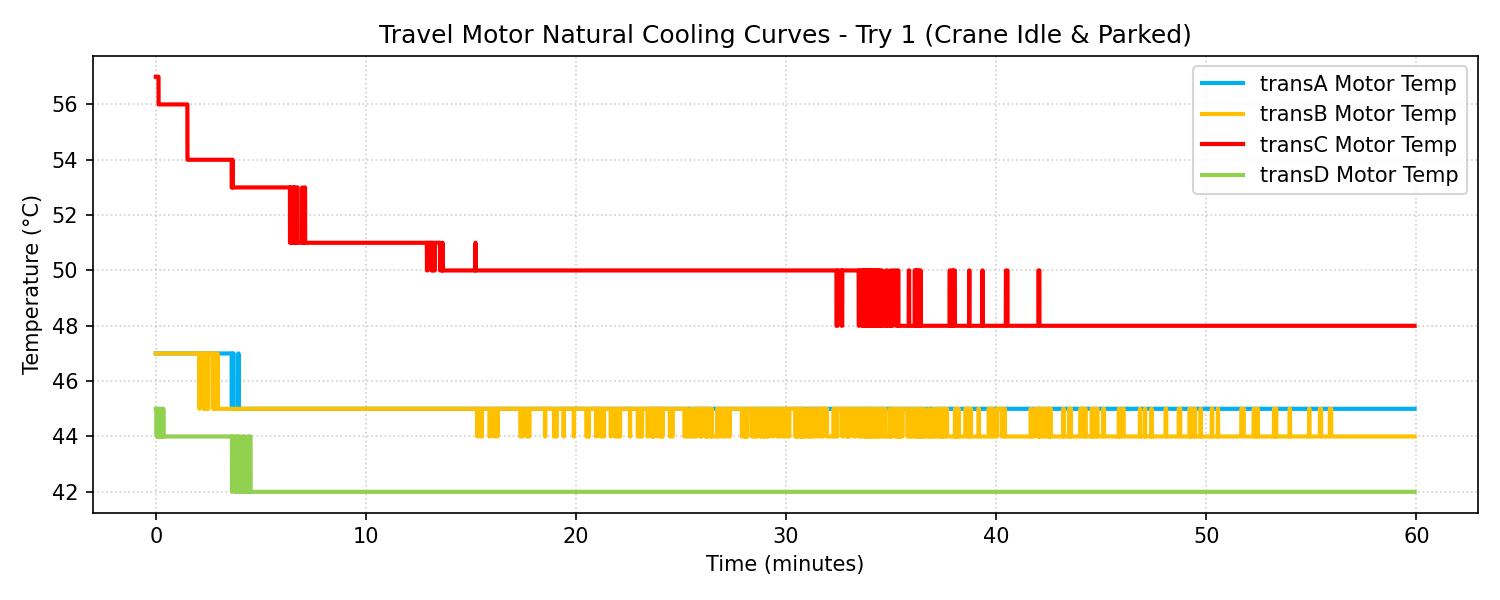 Travel Motor Natural Cooling Curves - Try 1 (Crane Idle & Parked)
transA Motor Temp
transB Motor Temp
transC Motor Temp
transD Motor Temp
Temperature (°C)
56
54
52
50
48
46
44
42
0 10 20 30 40 50 60
Time (minutes)